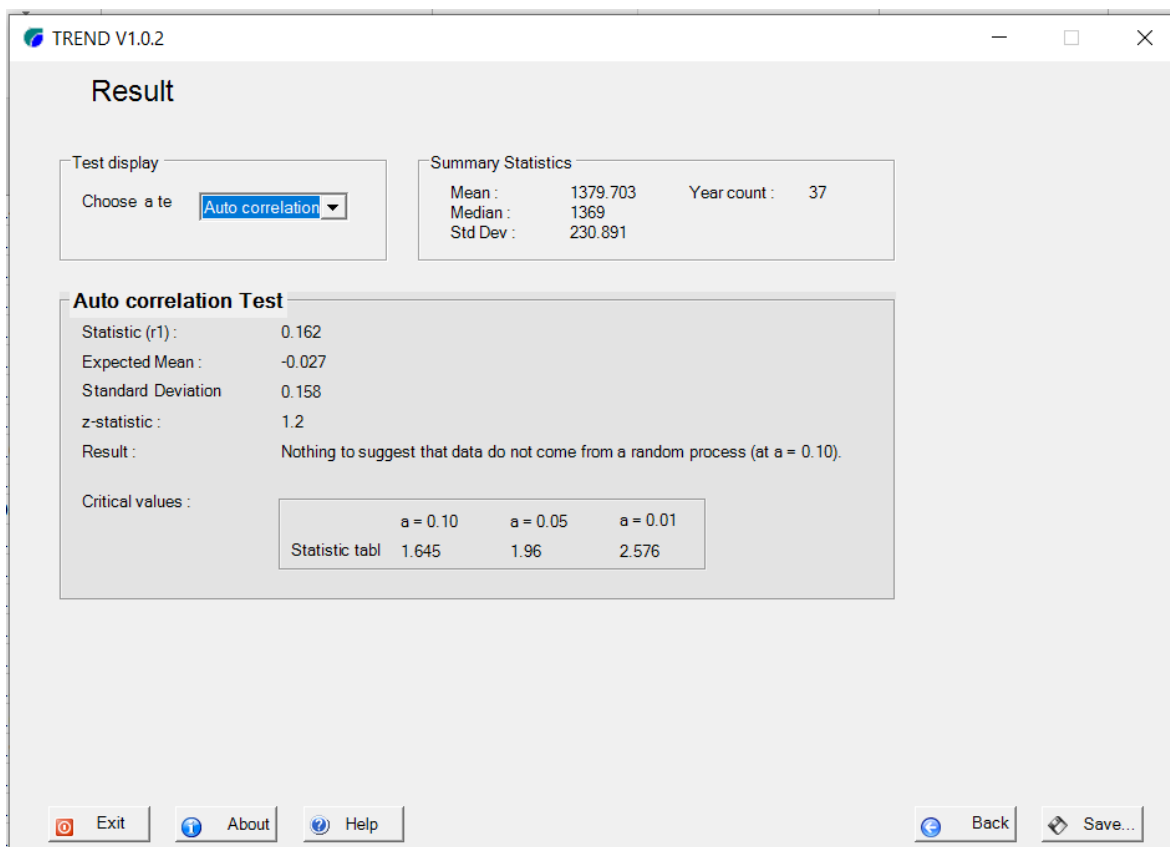 TREND V1.0.2
Result
Test display
Choose a te Auto correlation
Summary Statistics
Mean : 1379.703 Year count : 37
Median : 1369
Std Dev : 230.891
Auto correlation Test
Statistic (r1) : 0.162
Expected Mean : -0.027
Standard Deviation 0.158
z-statistic : 1.2
Result : Nothing to suggest that data do not come from a random process (at a = 0.10).
Critical values :
a = 0.10 a = 0.05 a = 0.01
Statistic tabl 1.645 1.96 2.576
Exit About Help Back Save...